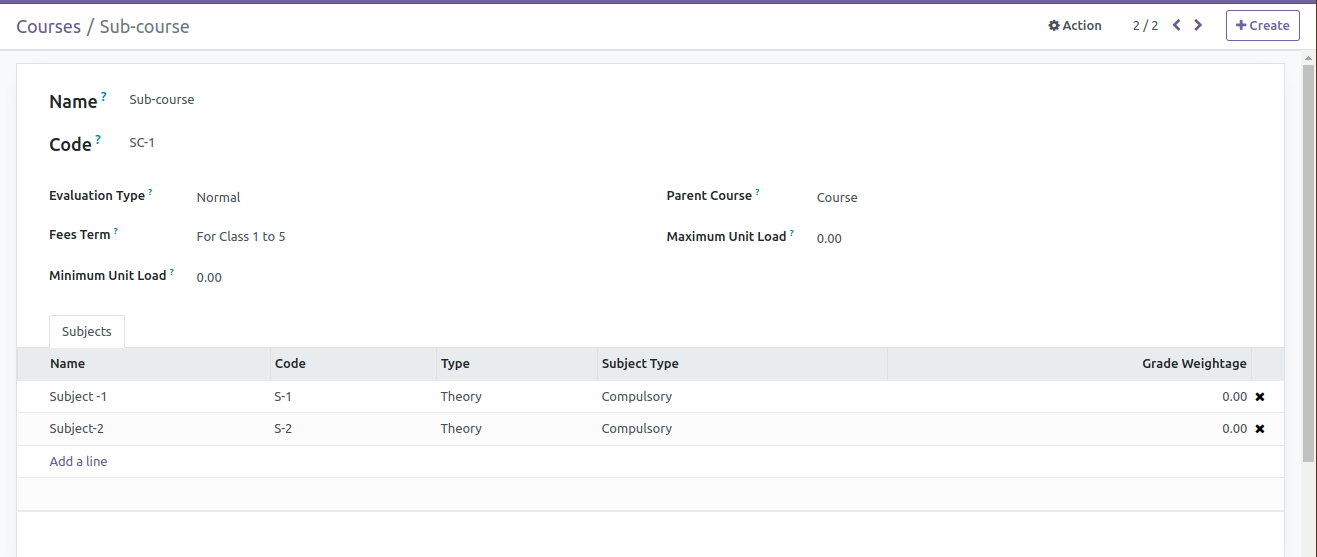 Courses / Sub-course Action 2 / 2 Create
Name ? Sub-course
Code ? SC-1
Evaluation Type ? Normal Parent Course ? Course
Fees Term ? For Class 1 to 5 Maximum Unit Load ? 0.00
Minimum Unit Load ? 0.00
Subjects
Name Code Type Subject Type Grade Weightage
Subject -1 S-1 Theory Compulsory 0.00
Subject-2 S-2 Theory Compulsory 0.00
Add a line